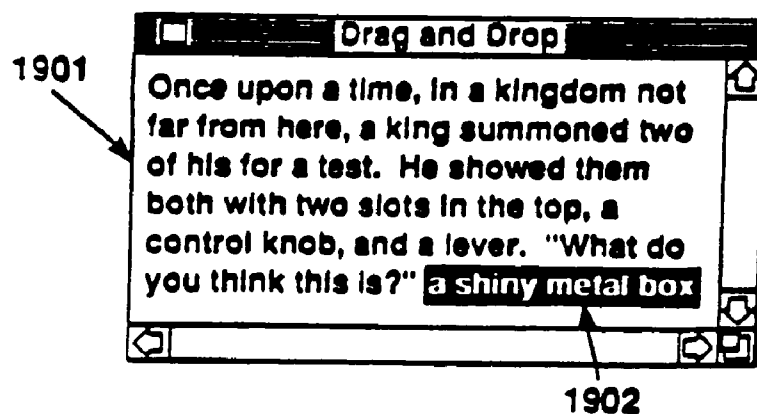 Drag and Drop
1901
Once upon a time, in a kingdom not
far from here, a king summoned two
of his for a test. He showed them
both with two slots in the top, a
control knob, and a lever. "What do
you think this is?" a shiny metal box
1902